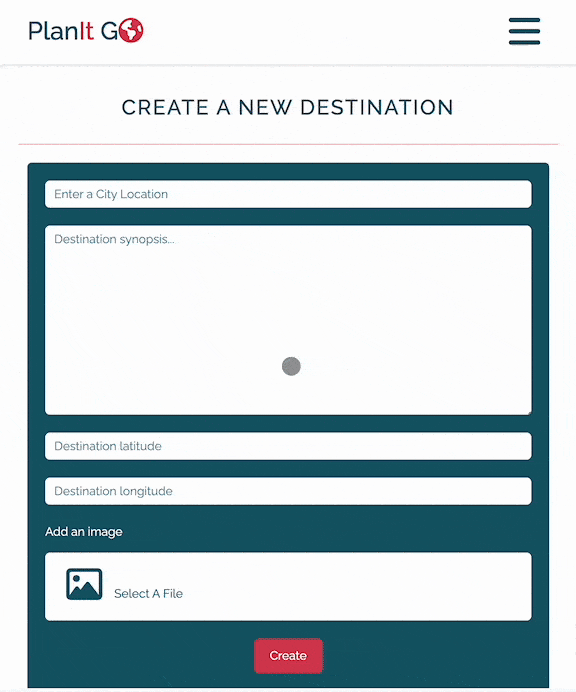 PlanIt GO
CREATE A NEW DESTINATION
Enter a City Location
Destination synopsis...
Destination latitude
Destination longitude
Add an image
Select A File
Create